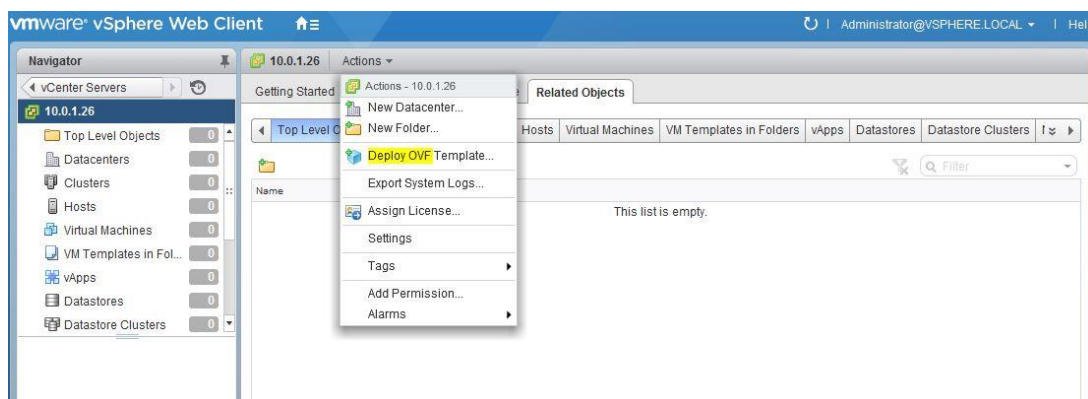 vmware® vSphere Web Client
Administrator@VSPHERE.LOCAL
Hel
Navigator
vCenter Servers
10.0.1.26
Top Level Objects 0
Datacenters 0
Clusters 0
Hosts 0
Virtual Machines 0
VM Templates in Fol... 0
vApps 0
Datastores 0
Datastore Clusters 0
10.0.1.26 Actions
Getting Started Related Objects
Top Level O Hosts Virtual Machines VM Templates in Folders vApps Datastores Datastore Clusters
Filter
Name
This list is empty.
Actions - 10.0.1.26
New Datacenter...
New Folder...
Deploy OVF Template...
Export System Logs...
Assign License...
Settings
Tags
Add Permission...
Alarms